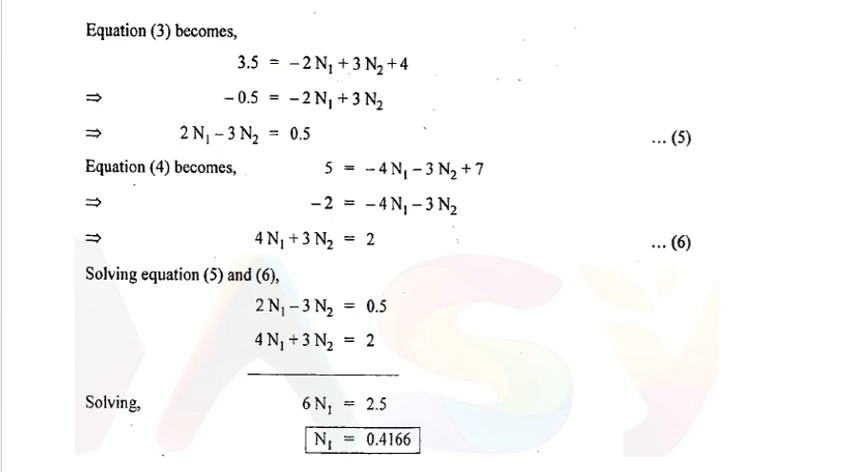 Equation (3) becomes,
3.5 = −2 N₁ + 3 N₂ + 4
⇒ −0.5 = −2 N₁ + 3 N₂
⇒ 2 N₁ − 3 N₂ = 0.5 ... (5)
Equation (4) becomes, 5 = −4 N₁ − 3 N₂ + 7
⇒ −2 = −4 N₁ − 3 N₂
⇒ 4 N₁ + 3 N₂ = 2 ... (6)
Solving equation (5) and (6),
2 N₁ − 3 N₂ = 0.5
4 N₁ + 3 N₂ = 2
Solving, 6 N₁ = 2.5
N₁ = 0.4166